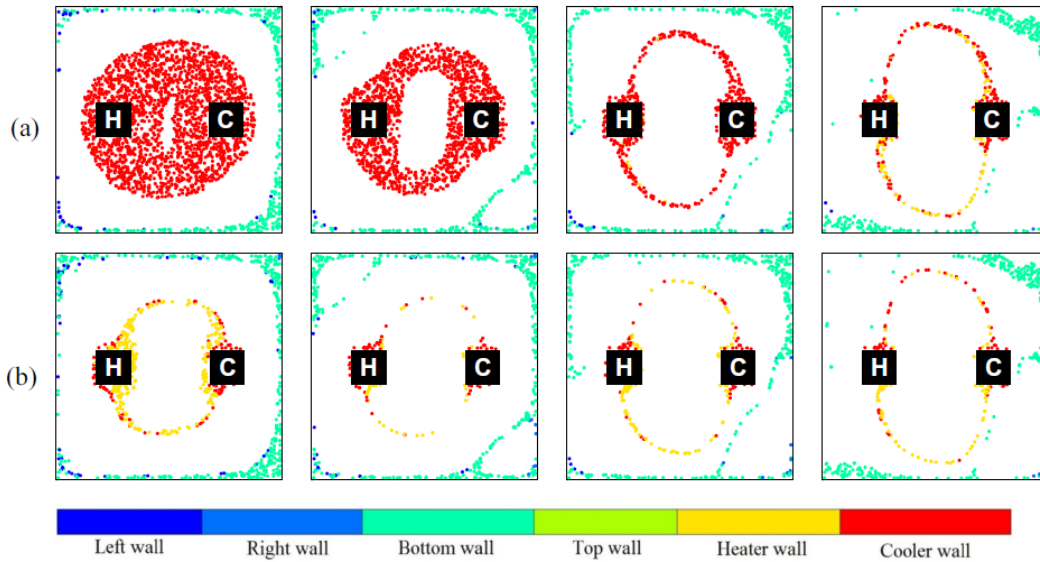 (a) H C H C H C H C
(b) H C H C H C H C
Left wall Right wall Bottom wall Top wall Heater wall Cooler wall